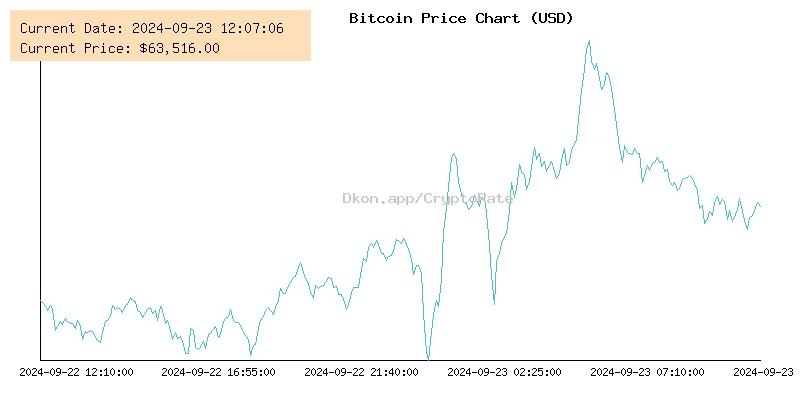 Bitcoin Price Chart (USD)
Current Date: 2024-09-23 12:07:06
Current Price: $63,516.00
Dkon.app/CryptoRate
2024-09-22 12:10:00 2024-09-22 16:55:00 2024-09-22 21:40:00 2024-09-23 02:25:00 2024-09-23 07:10:00 2024-09-23